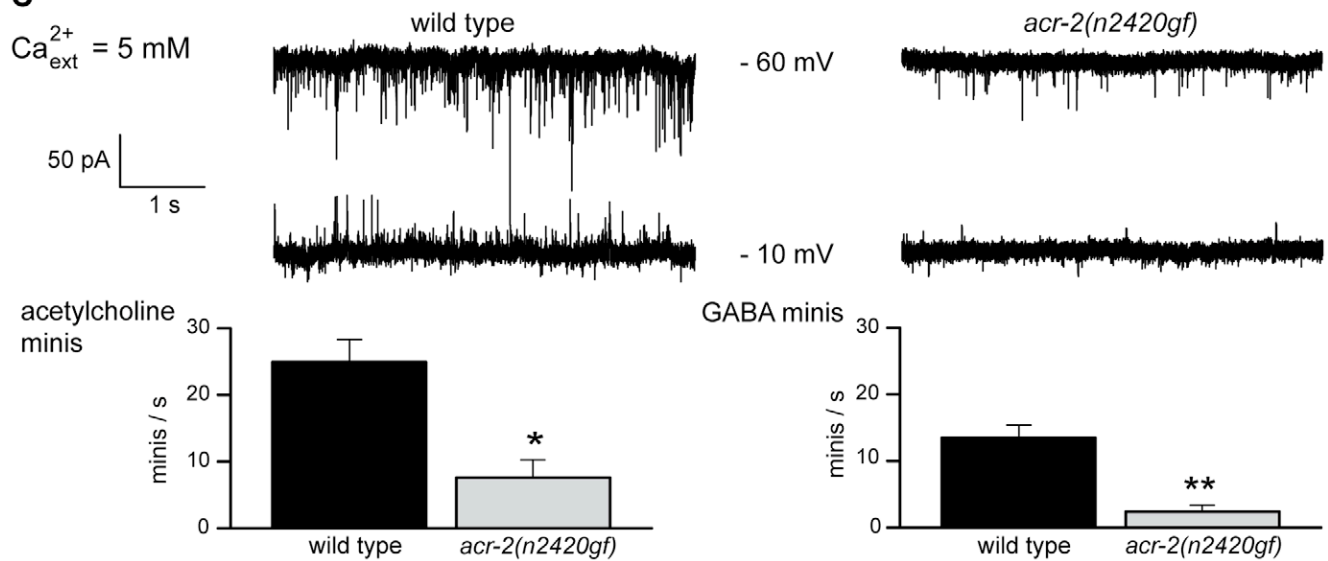 wild type
acr-2(n2420gf)
Ca2+ext = 5 mM
- 60 mV
50 pA
1 s
- 10 mV
acetylcholine
minis
GABA minis
30
20
10
0
minis / s
*
wild type
acr-2(n2420gf)
30
20
10
0
minis / s
**
wild type
acr-2(n2420gf)